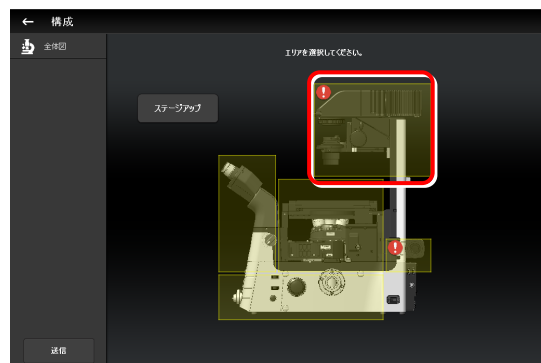 ← 構成
全体図
エリアを選択してください。
ステージアップ
送信